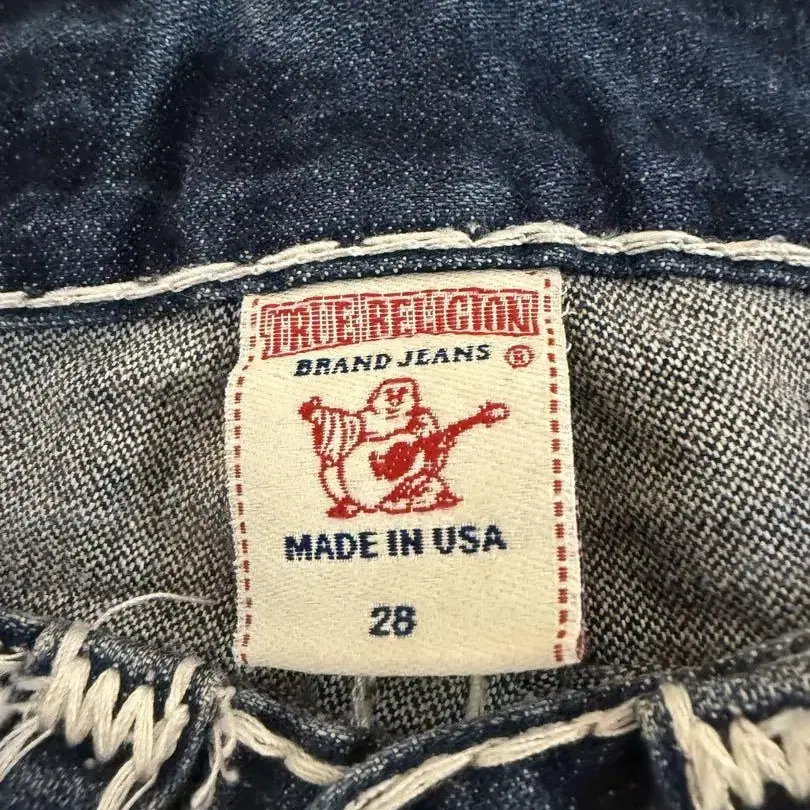 TRUE RELIGION
BRAND JEANS ®
MADE IN USA
28